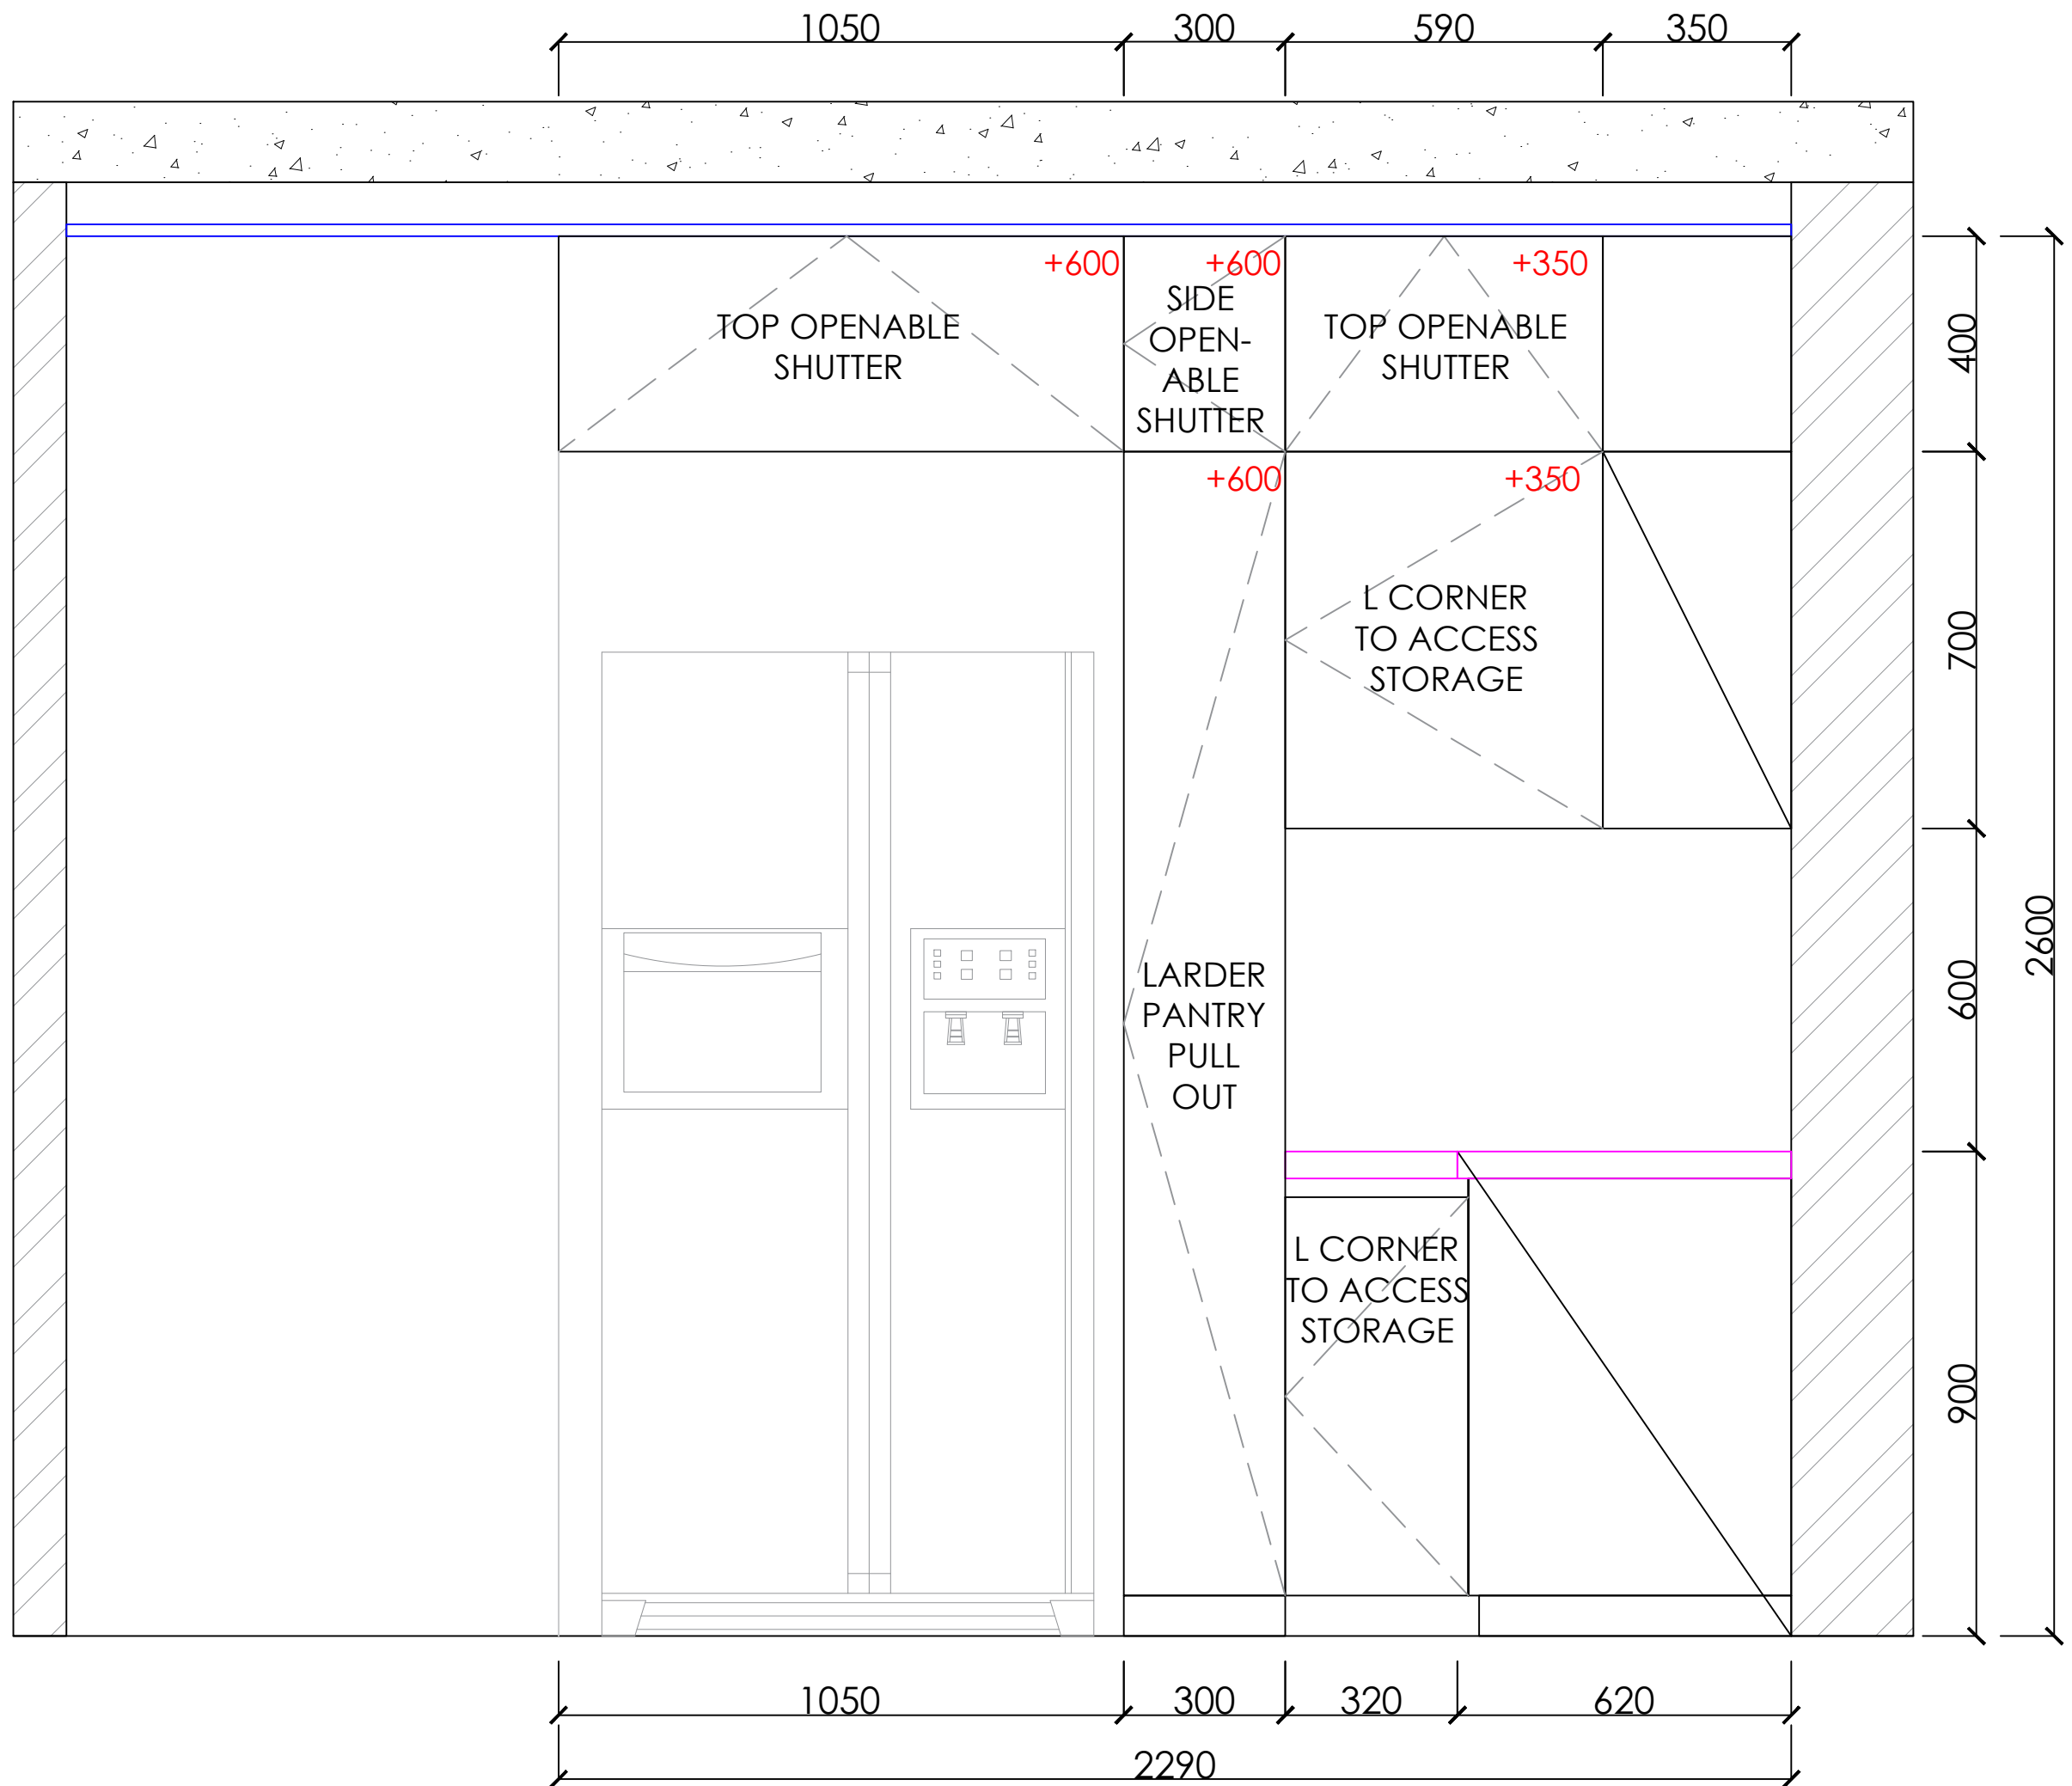 1050
300
590
350
+600
+600
+350
TOP OPENABLE
SHUTTER
SIDE
OPEN-
ABLE
SHUTTER
TOP OPENABLE
SHUTTER
400
+600
+350
L CORNER
TO ACCESS
STORAGE
700
LARDER
PANTRY
PULL
OUT
600
2600
L CORNER
TO ACCESS
STORAGE
900
1050
300
320
620
2290